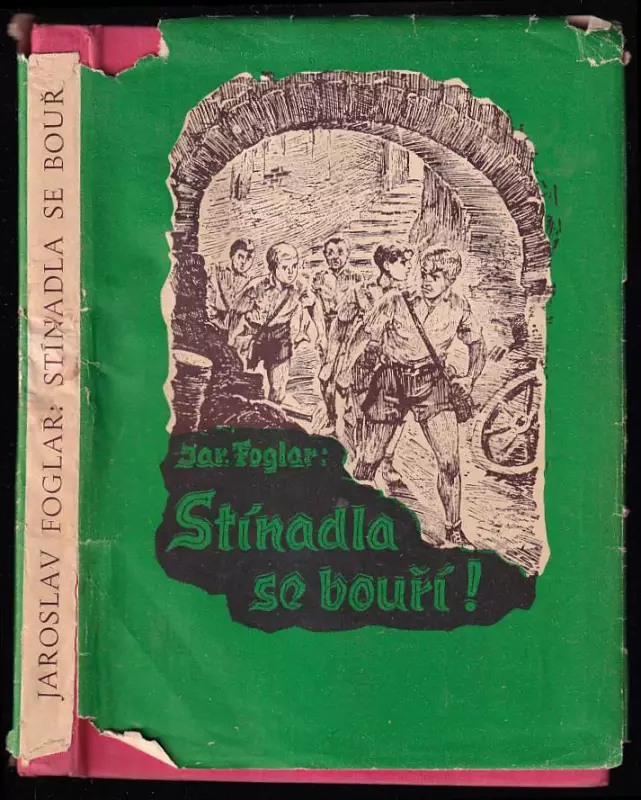 JAROSLAV FOGLAR: STÍNADLA SE BOUŘ
Jar. Foglar:
Stínadla
se bouří!